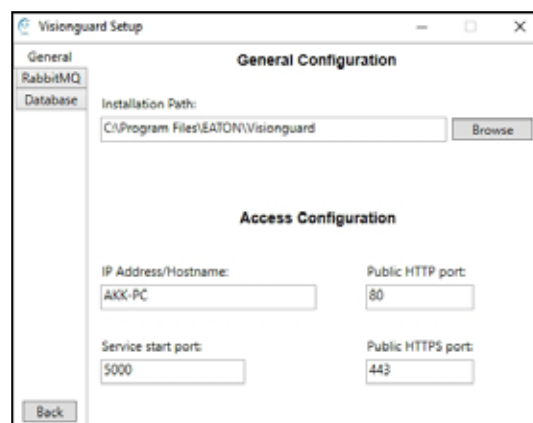 Visionguard Setup
General
RabbitMQ
Database
General Configuration
Installation Path:
C:\Program Files\EATON\Visionguard
Browse
Access Configuration
IP Address/Hostname:
Public HTTP port:
AKK-PC
80
Service start port:
Public HTTPS port:
5000
443
Back